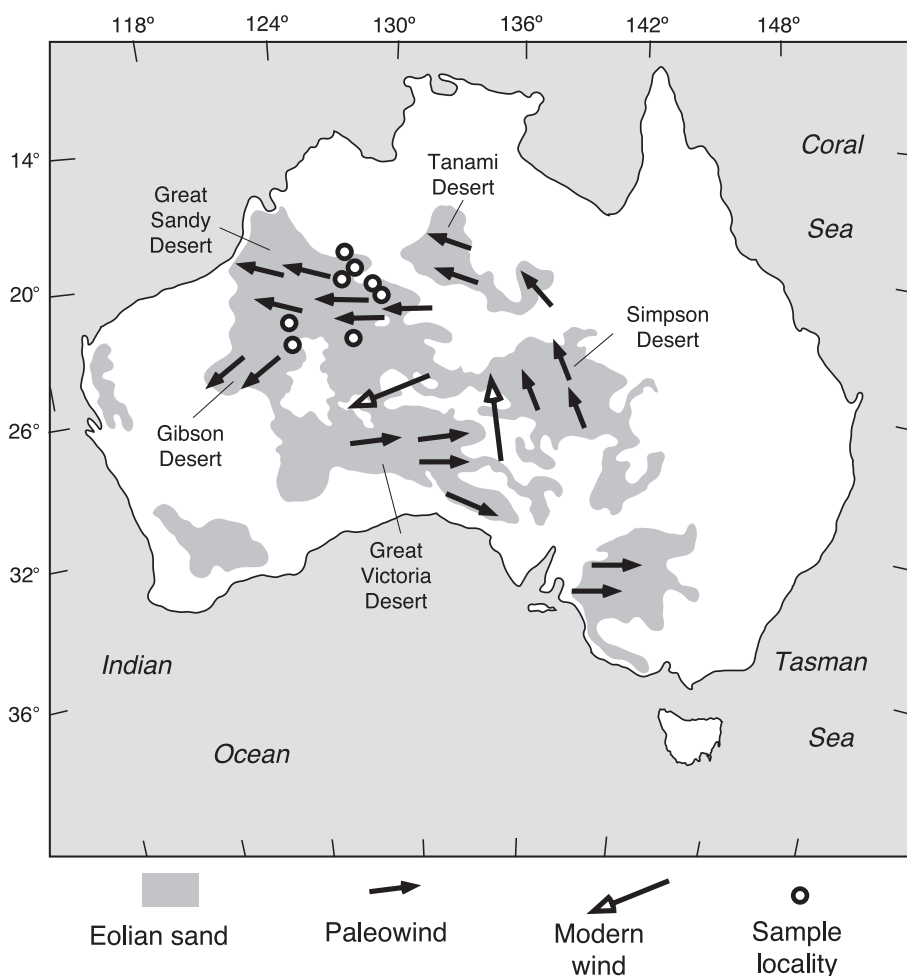 118° 124° 130° 136° 142° 148°
14°
20°
26°
32°
36°
Coral
Sea
Tanami
Desert
Great
Sandy
Desert
Simpson
Desert
Gibson
Desert
Great
Victoria
Desert
Indian
Ocean
Tasman
Sea
Eolian sand
Paleowind
Modern
wind
Sample
locality